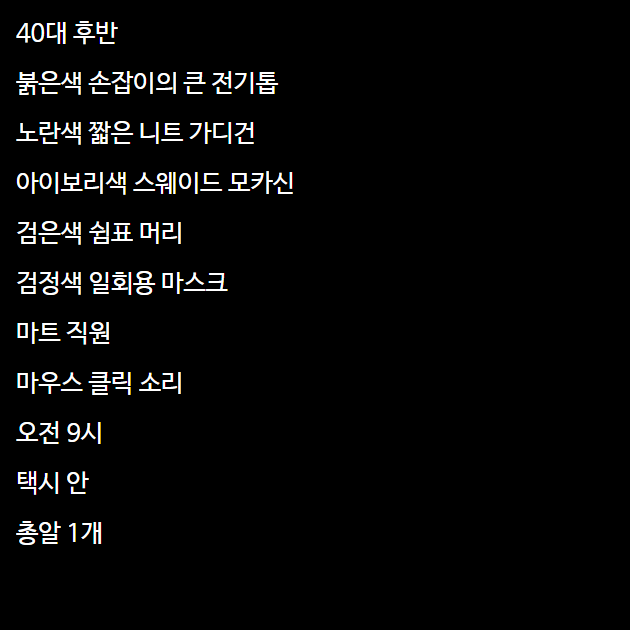 40대 후반
붉은색 손잡이의 큰 전기톱
노란색 짧은 니트 가디건
아이보리색 스웨이드 모카신
검은색 쉼표 머리
검정색 일회용 마스크
마트 직원
마우스 클릭 소리
오전 9시
택시 안
총알 1개